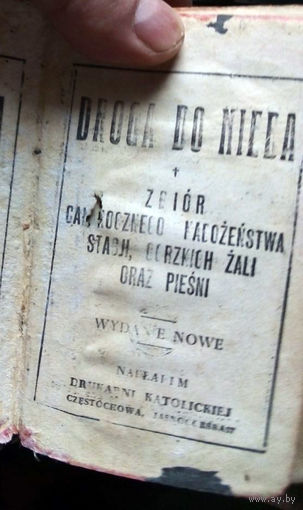 DROGA DO NIEBA
ZBIÓR
CAŁOROCZNEGO NABOŻEŃSTWA
STACJI, GORZKICH ŻALI
ORAZ PIEŚNI
WYDANIE NOWE
NAKŁADEM
DRUKARNI KATOLICKIEJ
CZĘSTOCHOWA,
www.ay.by